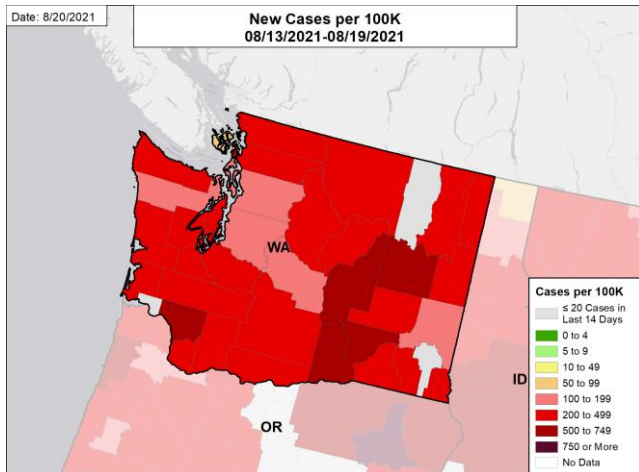 Date: 8/20/2021
New Cases per 100K
08/13/2021-08/19/2021
WA
OR
ID
Cases per 100K
≤ 20 Cases in
Last 14 Days
0 to 4
5 to 9
10 to 49
50 to 99
100 to 199
200 to 499
500 to 749
750 or More
No Data